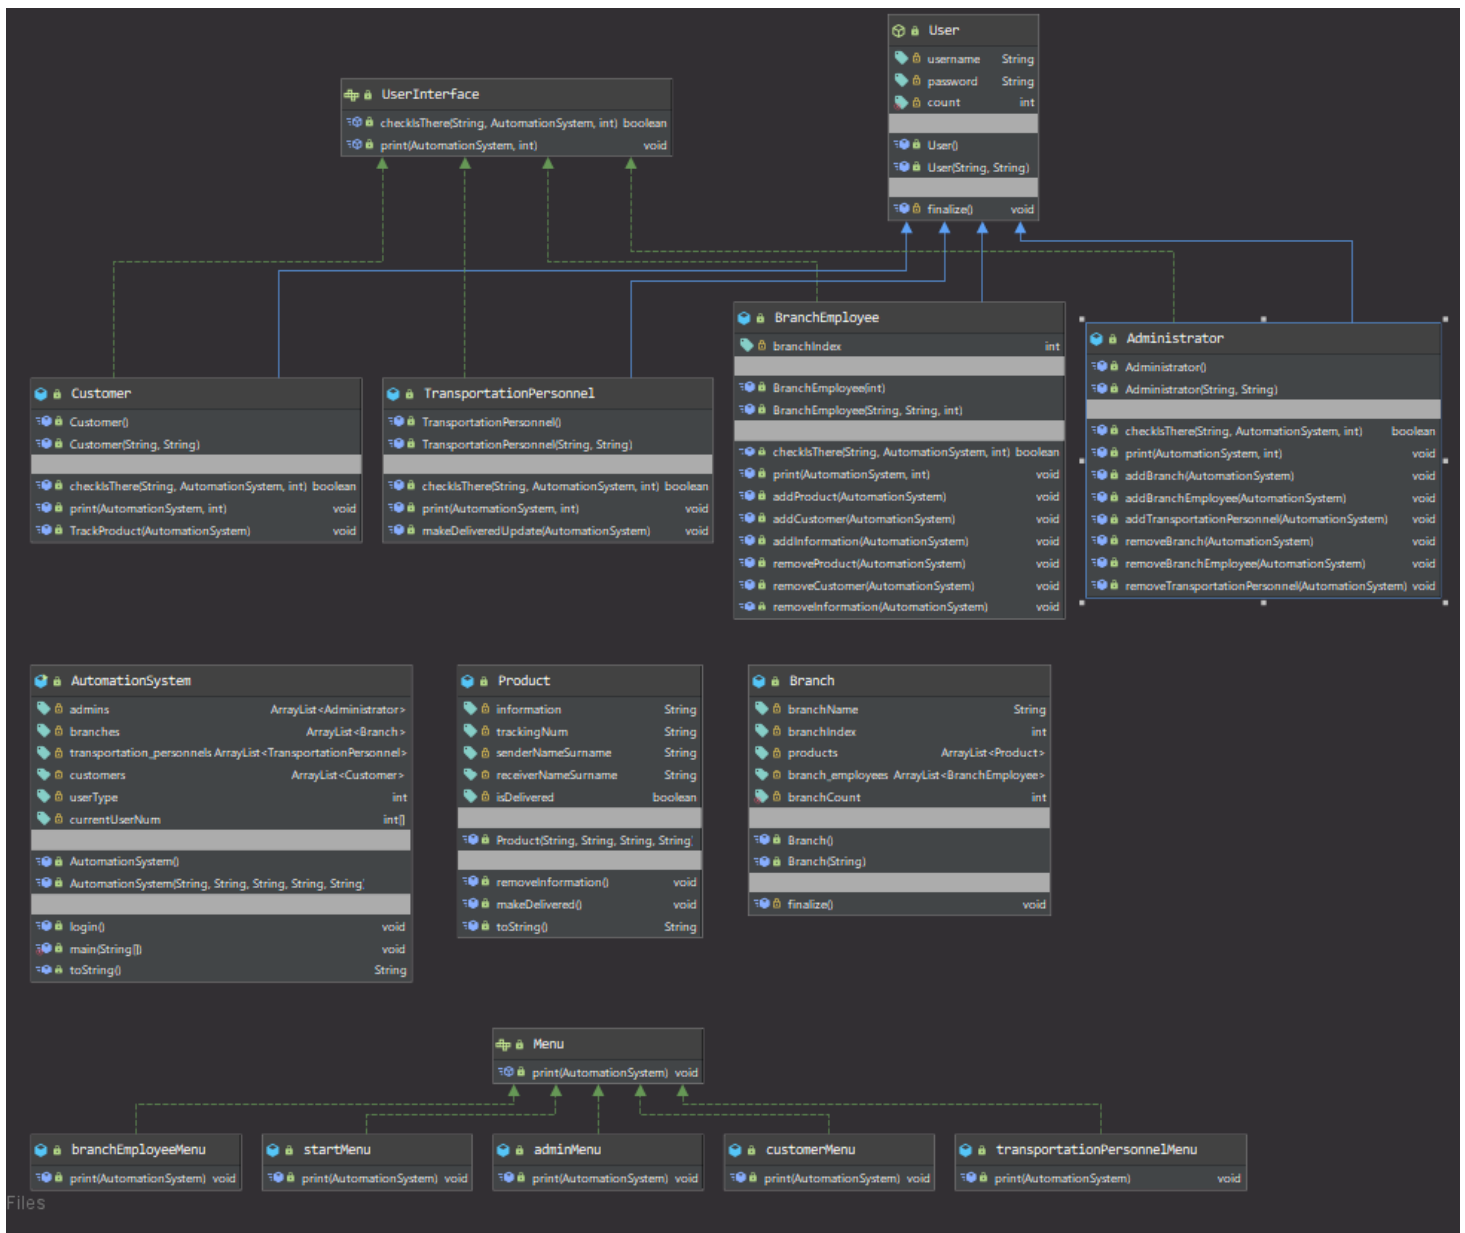 User
username String
password String
count int
User()
User(String, String)
finalize() void
UserInterface
checkIsThere(String, AutomationSystem, int) boolean
print(AutomationSystem, int) void
BranchEmployee
branchIndex int
BranchEmployee(int)
BranchEmployee(String, String, int)
checkIsThere(String, AutomationSystem, int) boolean
print(AutomationSystem, int) void
addProduct(AutomationSystem) void
addCustomer(AutomationSystem) void
addInformation(AutomationSystem) void
removeProduct(AutomationSystem) void
removeCustomer(AutomationSystem) void
removeInformation(AutomationSystem) void
Administrator
Administrator()
Administrator(String, String)
checkIsThere(String, AutomationSystem, int) boolean
print(AutomationSystem, int) void
addBranch(AutomationSystem) void
addBranchEmployee(AutomationSystem) void
addTransportationPersonnel(AutomationSystem) void
removeBranch(AutomationSystem) void
removeBranchEmployee(AutomationSystem) void
removeTransportationPersonnel(AutomationSystem) void
Customer
Customer()
Customer(String, String)
checkIsThere(String, AutomationSystem, int) boolean
print(AutomationSystem, int) void
TrackProduct(AutomationSystem) void
TransportationPersonnel
TransportationPersonnel()
TransportationPersonnel(String, String)
checkIsThere(String, AutomationSystem, int) boolean
print(AutomationSystem, int) void
makeDeliveredUpdate(AutomationSystem) void
AutomationSystem
admins ArrayList<Administrator>
branches ArrayList<Branch>
transportation_personnels ArrayList<TransportationPersonnel>
customers ArrayList<Customer>
userType int
currentUserNum int[]
AutomationSystem()
AutomationSystem(String, String, String, String, String)
login() void
main(String[]) void
toString() String
Product
information String
trackingNum String
senderNameSurname String
receiverNameSurname String
isDelivered boolean
Product(String, String, String, String)
removeInformation() void
makeDelivered() void
toString() String
Branch
branchName String
branchIndex int
products ArrayList<Product>
branch_employees ArrayList<BranchEmployee>
branchCount int
Branch()
Branch(String)
finalize() void
Menu
print(AutomationSystem) void
branchEmployeeMenu
print(AutomationSystem) void
startMenu
print(AutomationSystem) void
adminMenu
print(AutomationSystem) void
customerMenu
print(AutomationSystem) void
transportationPersonnelMenu
print(AutomationSystem) void
Files